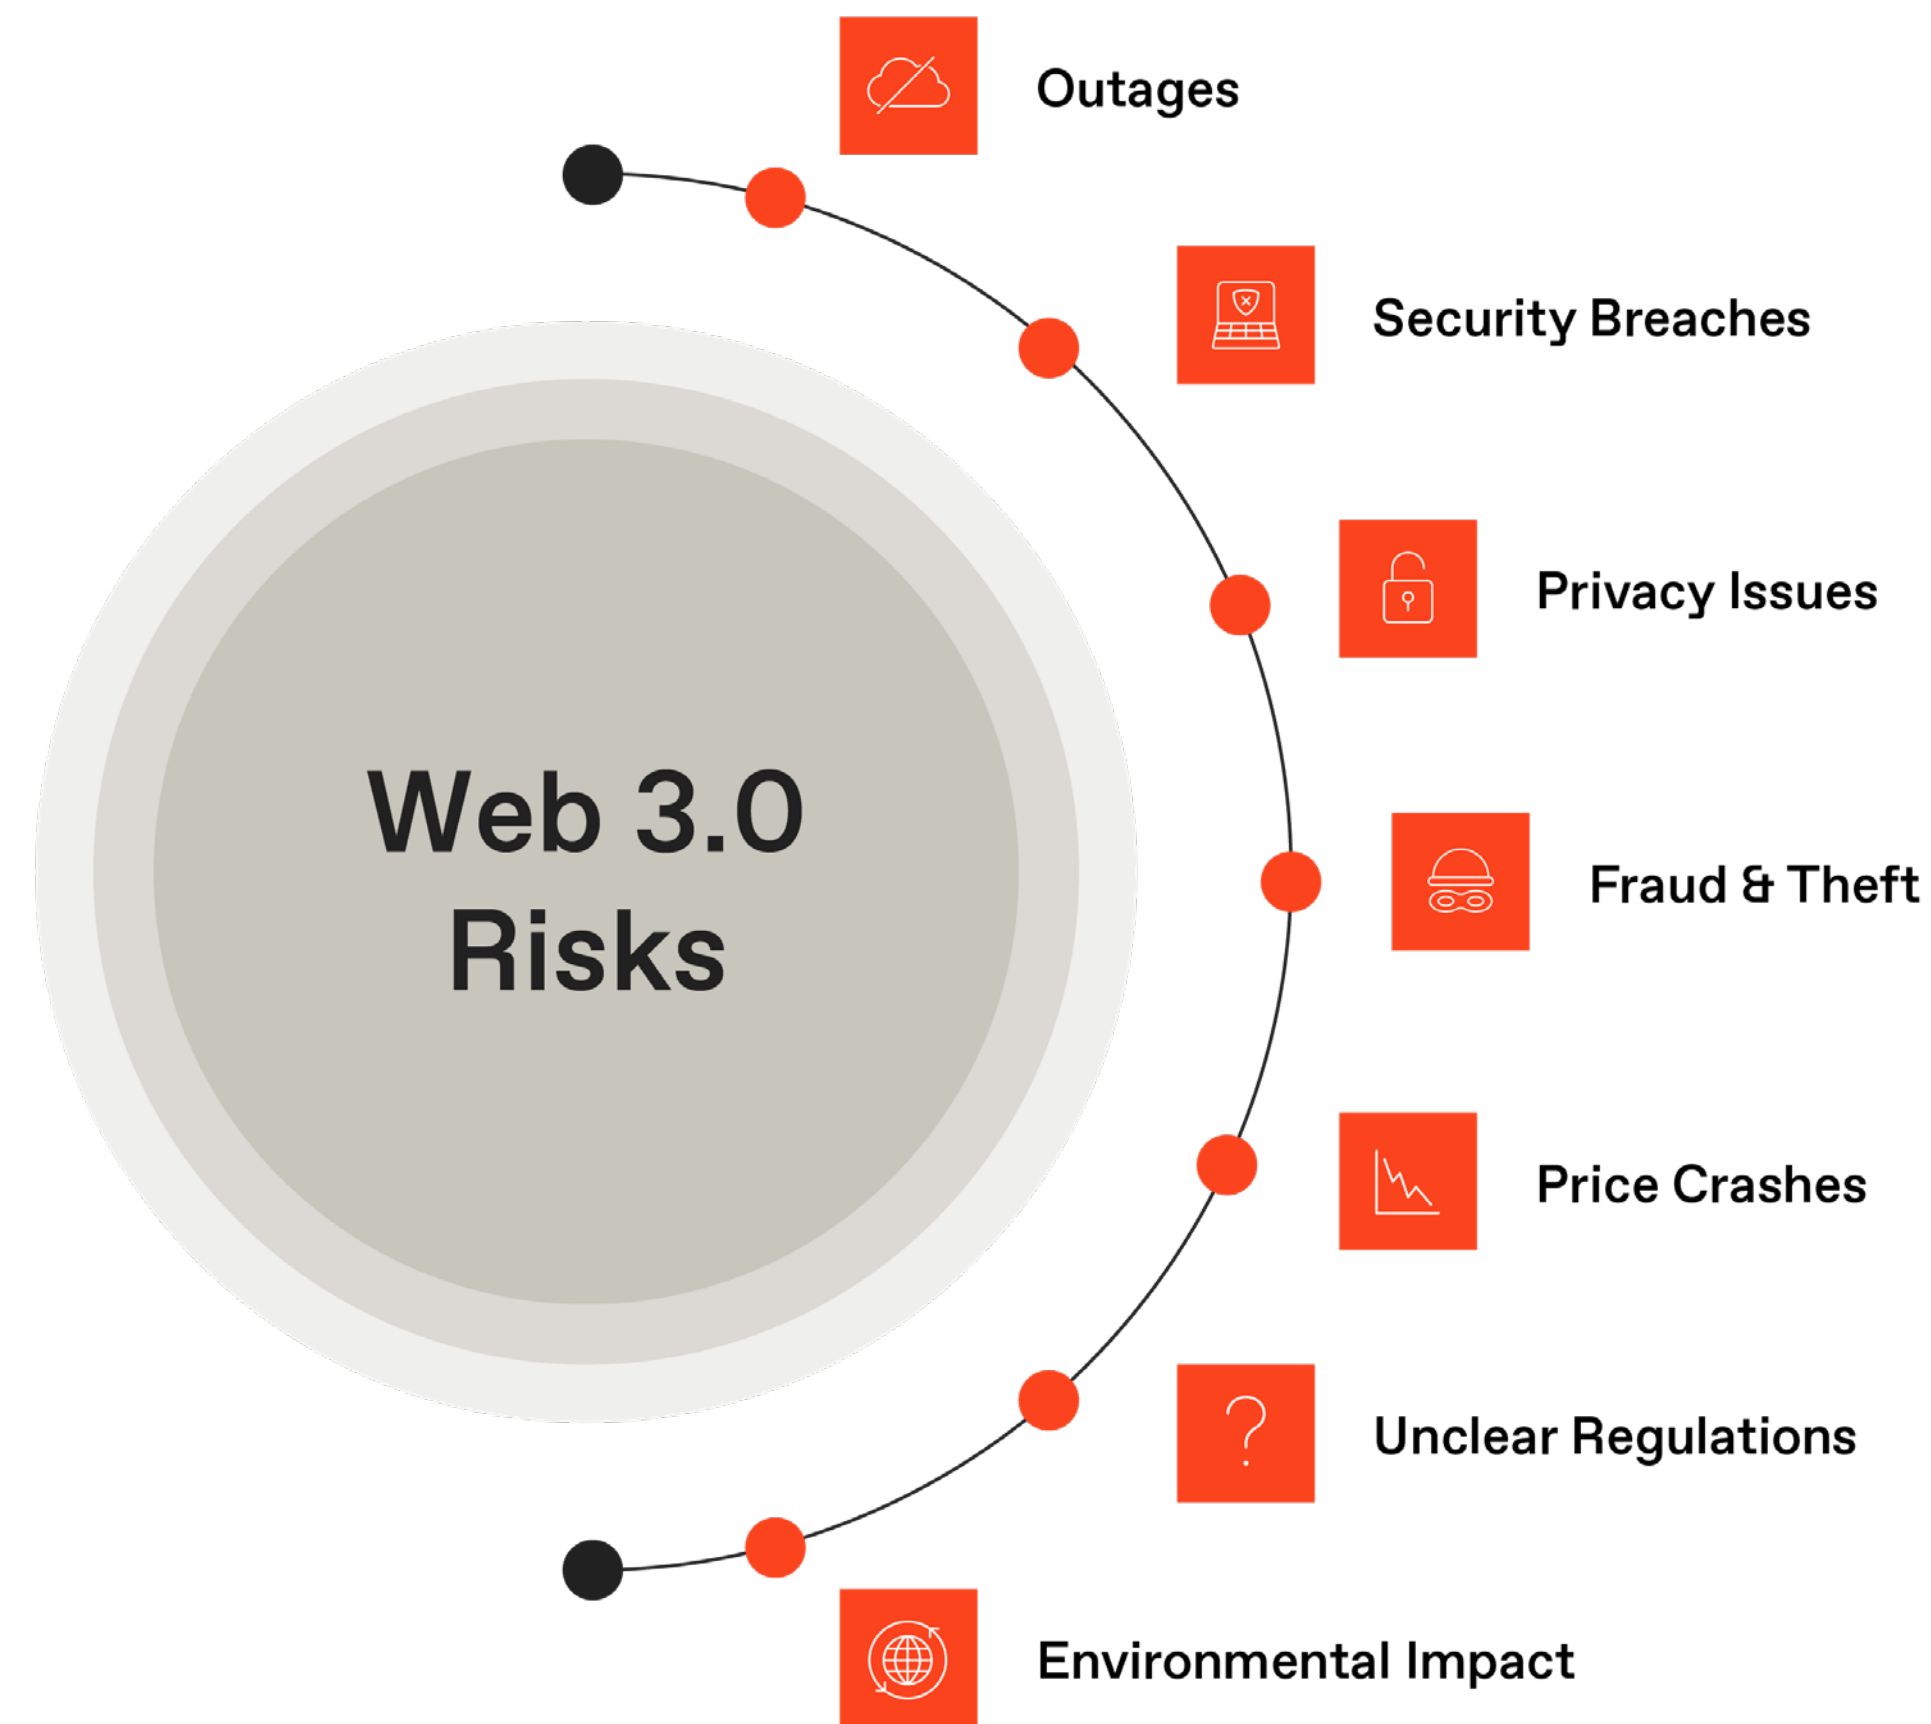 Outages
Security Breaches
Privacy Issues
Web 3.0
Risks
Fraud & Theft
Price Crashes
Unclear Regulations
Environmental Impact